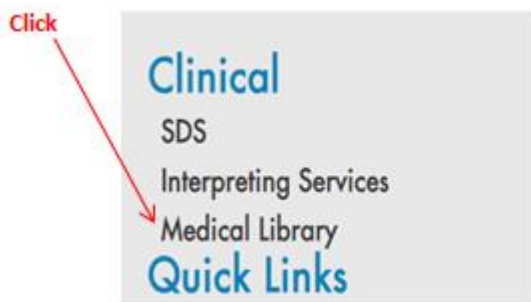 Click
Clinical
SDS
Interpreting Services
Medical Library
Quick Links